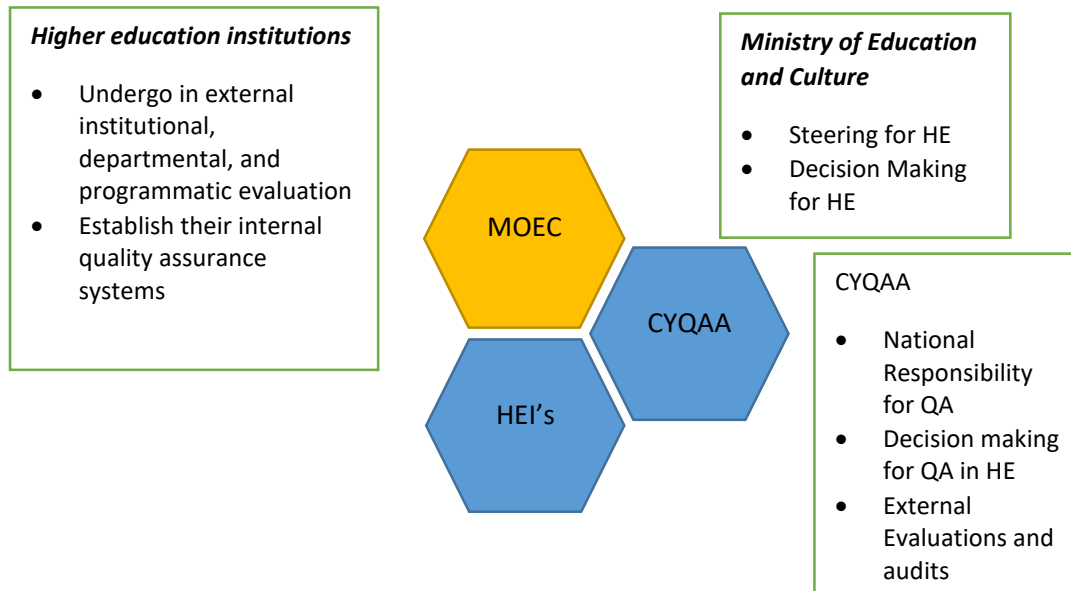 Higher education institutions
• Undergo in external
institutional,
departmental, and
programmatic evaluation
• Establish their internal
quality assurance
systems
Ministry of Education
and Culture
• Steering for HE
• Decision Making
for HE
MOEC
CYQAA
HEI’s
CYQAA
• National
Responsibility
for QA
• Decision making
for QA in HE
• External
Evaluations and
audits